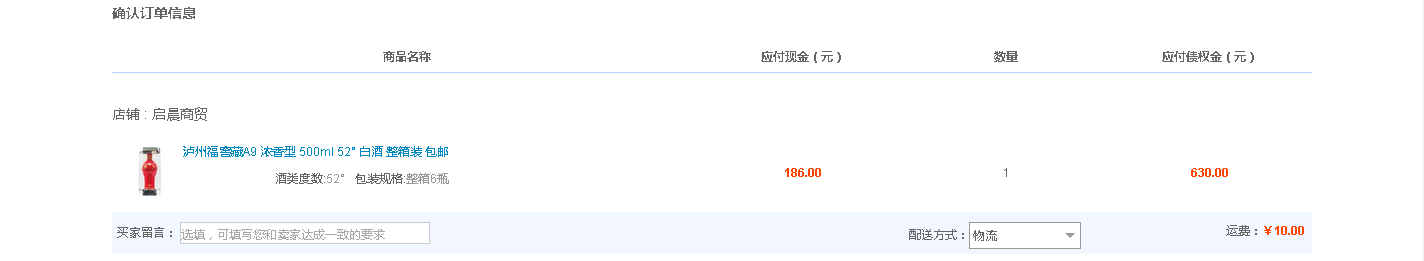 确认订单信息
商品名称 应付现金（元） 数量 应付债权金（元）
店铺：启晨商贸
泸州福窖藏A9 浓香型 500ml 52° 白酒 整箱装 包邮
酒类度数:52° 包装规格:整箱6瓶
186.00 1 630.00
买家留言： 选填，可填写您和卖家达成一致的要求 配送方式： 物流 运费：￥10.00